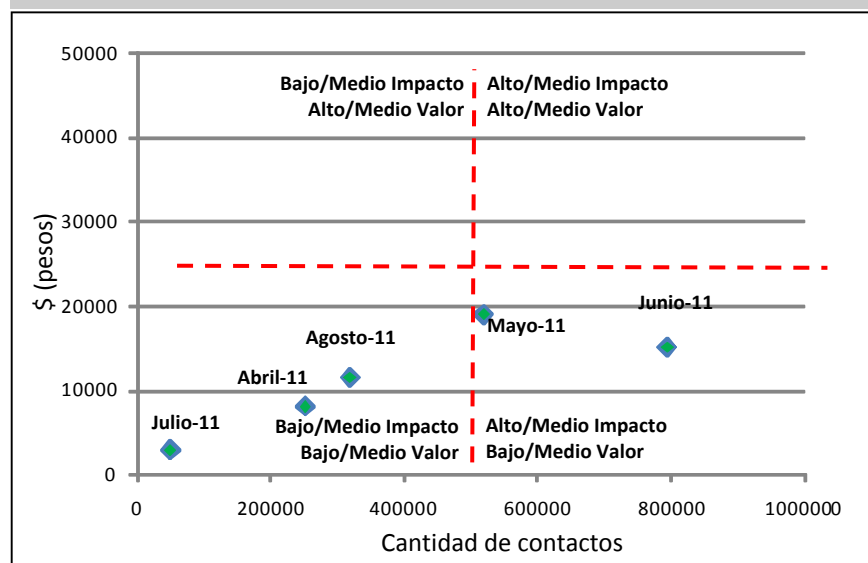 50000
Bajo/Medio Impacto
Alto/Medio Valor
Alto/Medio Impacto
Alto/Medio Valor
40000
30000
$ (pesos)
20000
Junio-11
Mayo-11
Agosto-11
Abril-11
10000
Julio-11
Bajo/Medio Impacto
Bajo/Medio Valor
Alto/Medio Impacto
Bajo/Medio Valor
0
0 200000 400000 600000 800000 1000000
Cantidad de contactos